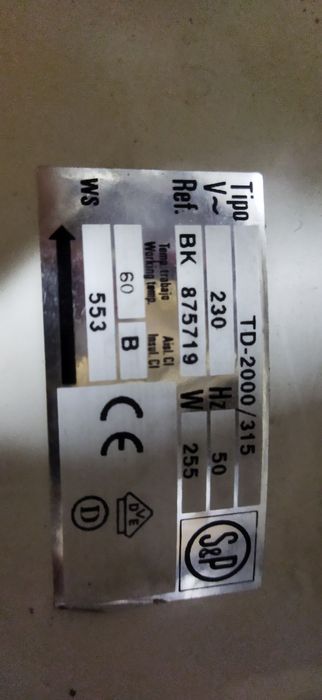 Tipo TD-2000/315
V~ 230 Hz 50
Ref. BK 875719 W 255
S&P
Temp. trabajo Aisl. Cl
Working temp. Insul. Cl
60 B
WS 553
CE
DVE
D